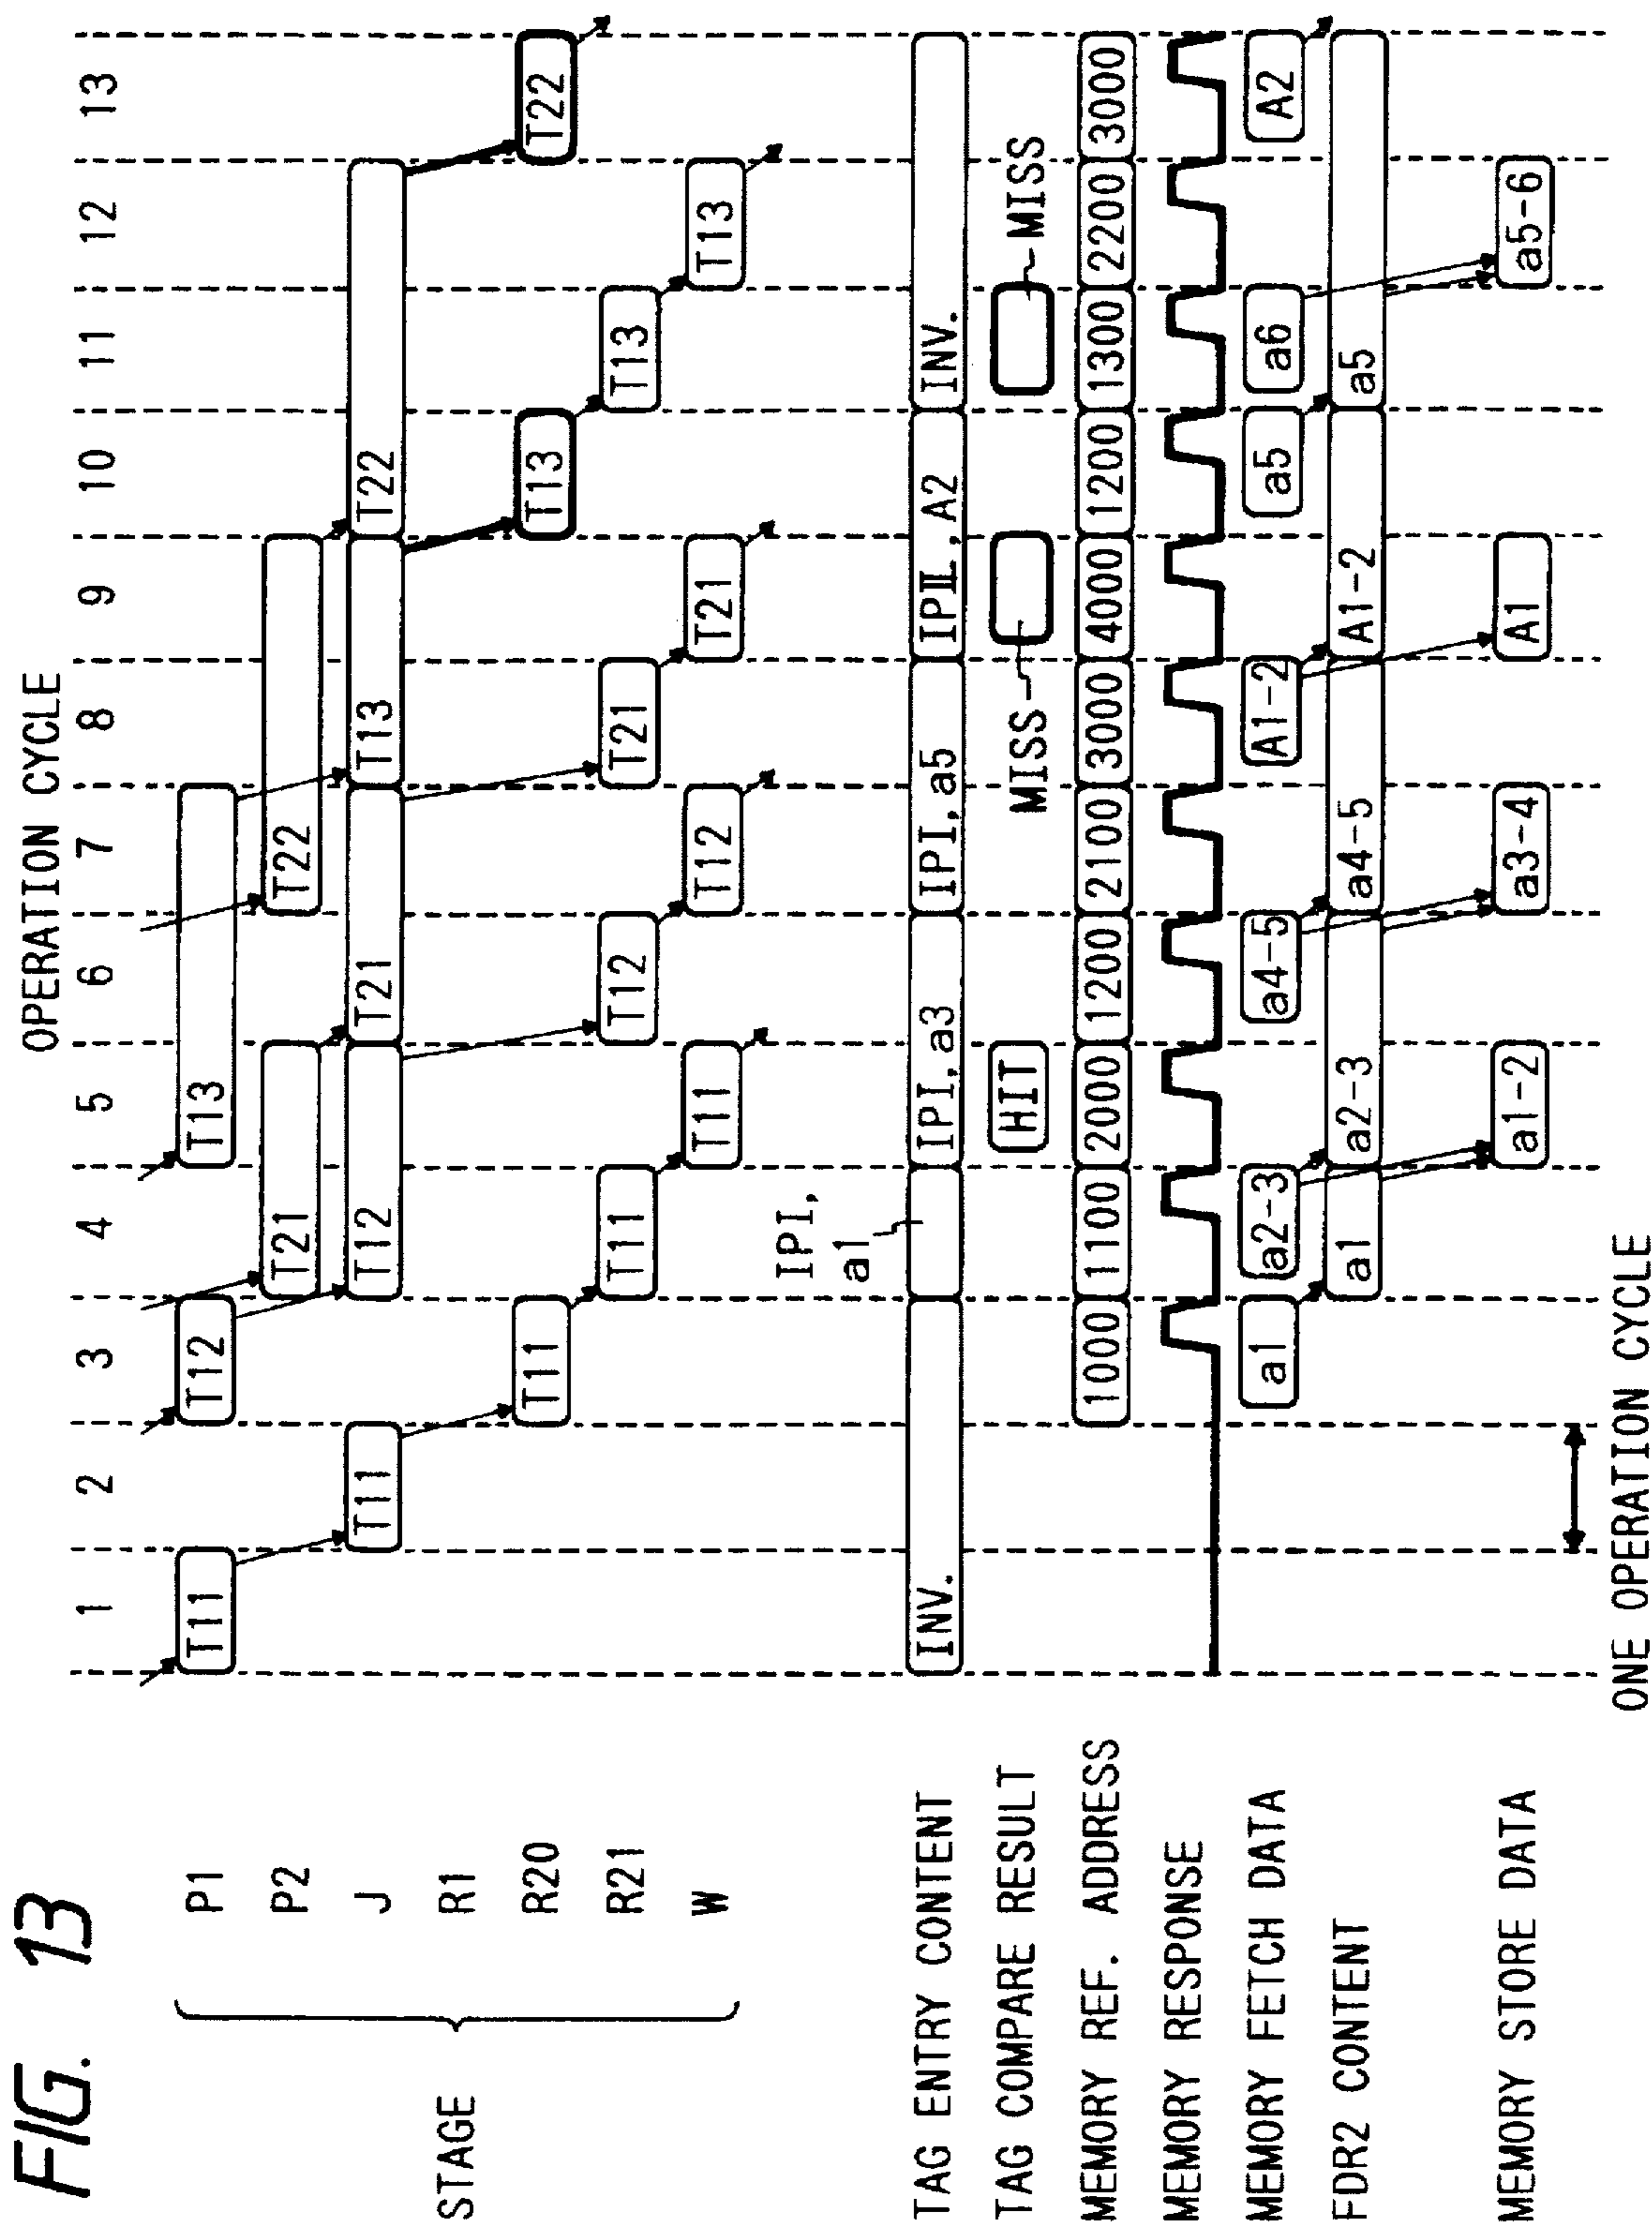 FIG. 13
OPERATION CYCLE
1 2 3 4 5 6 7 8 9 10 11 12 13
STAGE
P1 T11 T12 T13
P2 T21 T22
J T11 T12 T21 T13 T22
R1
R20 T11 T13 T22
R21 T11 T12 T21 T13
W T11 T12 T21 T13
TAG ENTRY CONTENT INV. IPI, a1 IPI, a3 IPI, a5 IPII, A2 INV.
TAG COMPARE RESULT HIT MISS MISS
MEMORY REF. ADDRESS 1000 1100 2000 1200 2100 3000 4000 1200 1300 2200 3000
MEMORY RESPONSE
MEMORY FETCH DATA a1 a2-3 a4-5 A1-2 a5 a6 A2
FDR2 CONTENT a1 a2-3 a4-5 A1-2 a5
MEMORY STORE DATA a1-2 a3-4 A1 a5-6
ONE OPERATION CYCLE